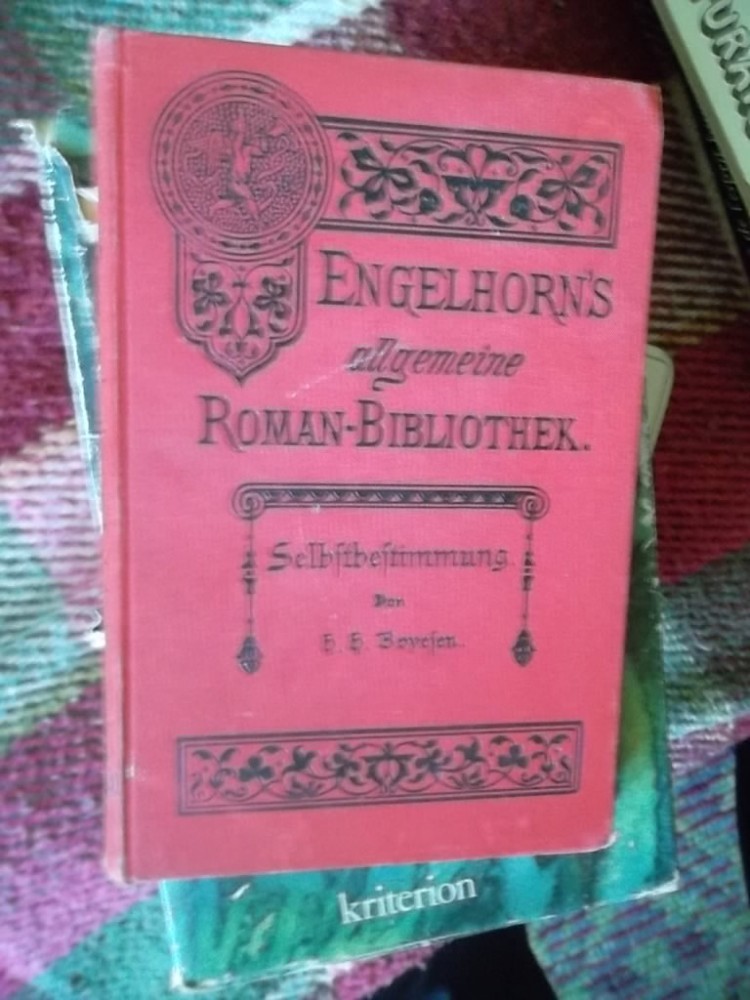 ENGELHORN'S
allgemeine
ROMAN-BIBLIOTHEK.
Selbstbestimmung.
Von
H. H. Boyesen.
kriterion